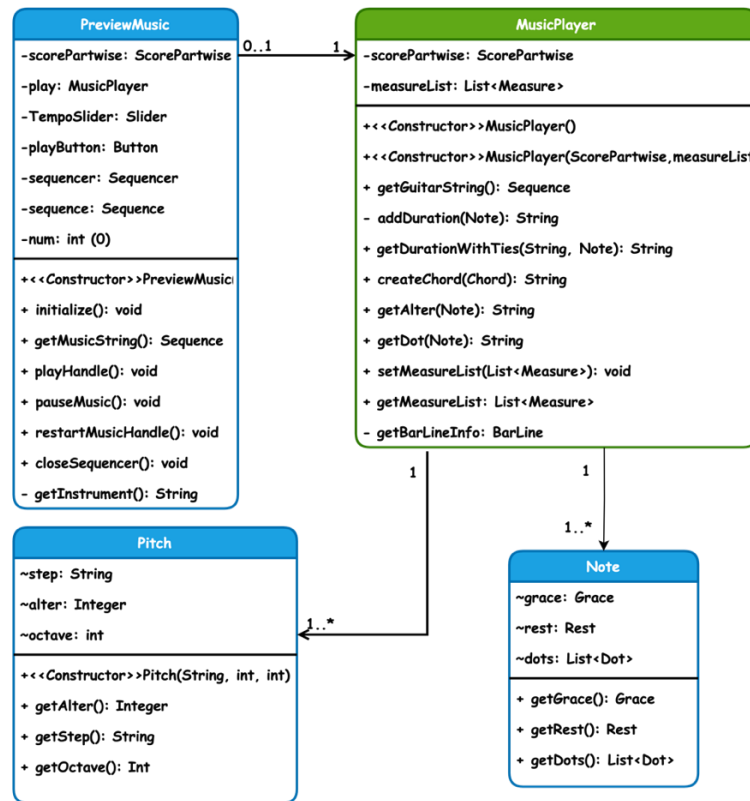 PreviewMusic
-scorePartwise: ScorePartwise
-play: MusicPlayer
-TempoSlider: Slider
-playButton: Button
-sequencer: Sequencer
-sequence: Sequence
-num: int (0)
+<<Constructor>>PreviewMusic(
+ initialize(): void
+ getMusicString(): Sequence
+ playHandle(): void
+ pauseMusic(): void
+ restartMusicHandle(): void
+ closeSequencer(): void
- getInstrument(): String
0..1
1
MusicPlayer
-scorePartwise: ScorePartwise
-measureList: List<Measure>
+<<Constructor>>MusicPlayer()
+<<Constructor>>MusicPlayer(ScorePartwise,measureList
+ getGuitarString(): Sequence
- addDuration(Note): String
+ getDurationWithTies(String, Note): String
+ createChord(Chord): String
+ getAlter(Note): String
+ getDot(Note): String
+ setMeasureList(List<Measure>): void
+ getMeasureList: List<Measure>
- getBarLineInfo: BarLine
1
1..*
1
1..*
Pitch
~step: String
~alter: Integer
~octave: int
+<<Constructor>>Pitch(String, int, int)
+ getAlter(): Integer
+ getStep(): String
+ getOctave(): Int
Note
~grace: Grace
~rest: Rest
~dots: List<Dot>
+ getGrace(): Grace
+ getRest(): Rest
+ getDots(): List<Dot>